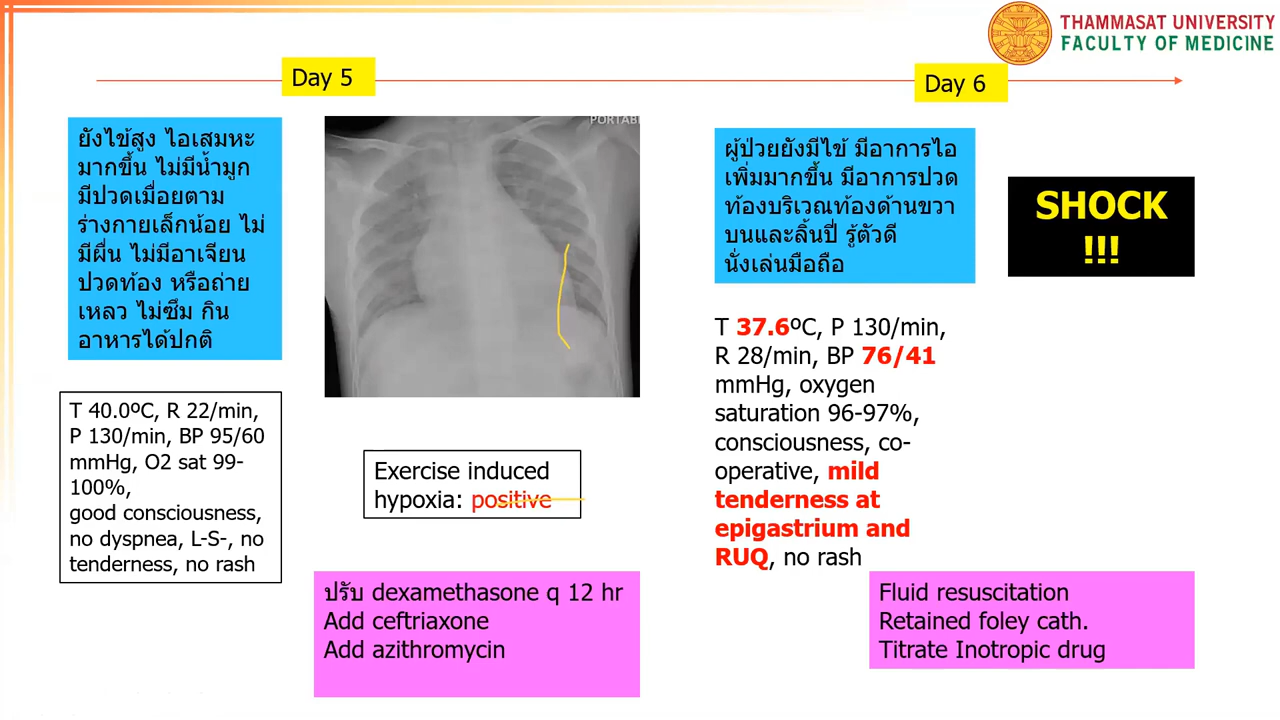 THAMMASAT UNIVERSITY
FACULTY OF MEDICINE
Day 5
Day 6
ยังไข้สูง ไอเสมหะ
มากขึ้น ไม่มีน้ำมูก
มีปวดเมื่อยตาม
ร่างกายเล็กน้อย ไม่
มีผื่น ไม่มีอาเจียน
ปวดท้อง หรือถ่าย
เหลว ไม่ซึม กิน
อาหารได้ปกติ
T 40.0ºC, R 22/min,
P 130/min, BP 95/60
mmHg, O2 sat 99-
100%,
good consciousness,
no dyspnea, L-S-, no
tenderness, no rash
Exercise induced
hypoxia: positive
ปรับ dexamethasone q 12 hr
Add ceftriaxone
Add azithromycin
ผู้ป่วยยังมีไข้ มีอาการไอ
เพิ่มมากขึ้น มีอาการปวด
ท้องบริเวณท้องด้านขวา
บนและลิ้นปี่ รู้ตัวดี
นั่งเล่นมือถือ
SHOCK
!!!
T 37.6ºC, P 130/min,
R 28/min, BP 76/41
mmHg, oxygen
saturation 96-97%,
consciousness, co-
operative, mild
tenderness at
epigastrium and
RUQ, no rash
Fluid resuscitation
Retained foley cath.
Titrate Inotropic drug